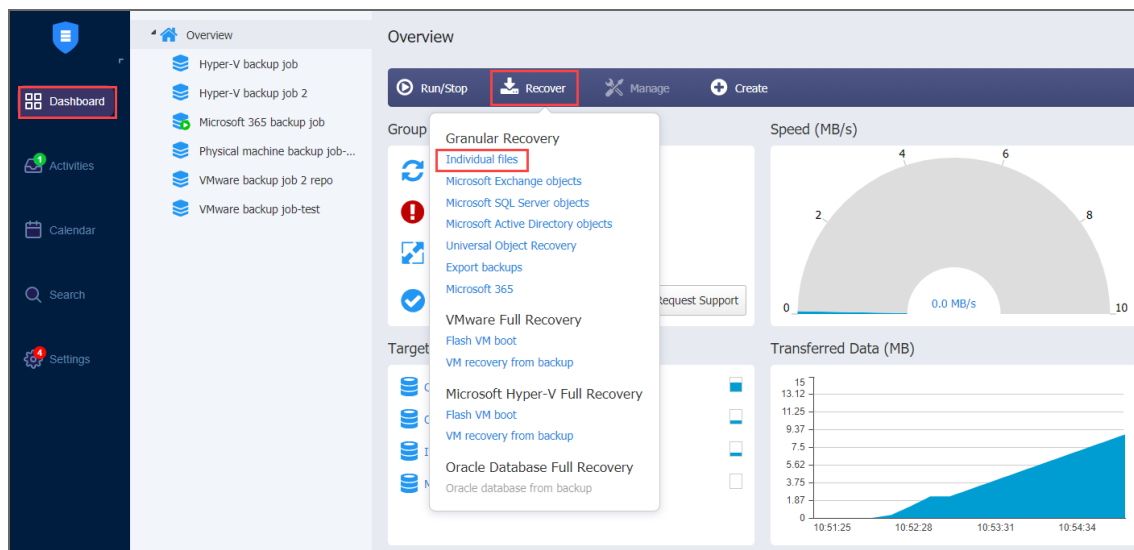 Dashboard
1
Activities
Calendar
Search
4
Settings
Overview
Hyper-V backup job
Hyper-V backup job 2
Microsoft 365 backup job
Physical machine backup job-...
VMware backup job 2 repo
VMware backup job-test
Overview
Run/Stop
Recover
Manage
Create
Group
Granular Recovery
Individual files
Microsoft Exchange objects
Microsoft SQL Server objects
Microsoft Active Directory objects
Universal Object Recovery
Export backups
Microsoft 365
VMware Full Recovery
Flash VM boot
VM recovery from backup
Microsoft Hyper-V Full Recovery
Flash VM boot
VM recovery from backup
Oracle Database Full Recovery
Oracle database from backup
Support
Target
Speed (MB/s)
0
2
4
6
8
10
0.0 MB/s
Transferred Data (MB)
15
13.12
11.25
9.37
7.5
5.62
3.75
1.87
0
10:51:25
10:52:28
10:53:31
10:54:34